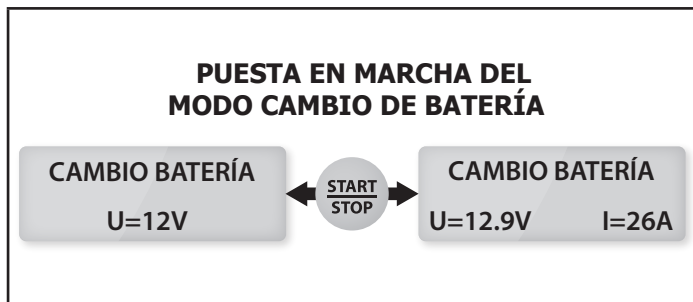 PUESTA EN MARCHA DEL
MODO CAMBIO DE BATERÍA
CAMBIO BATERÍA
U=12V
START
STOP
CAMBIO BATERÍA
U=12.9V I=26A